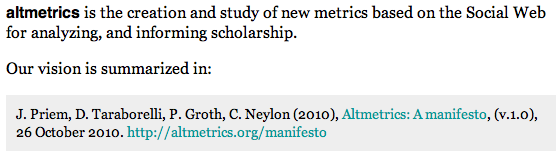 altmetrics is the creation and study of new metrics based on the Social Web
for analyzing, and informing scholarship.
Our vision is summarized in:
J. Priem, D. Taraborelli, P. Groth, C. Neylon (2010), Altmetrics: A manifesto, (v.1.0),
26 October 2010. http://altmetrics.org/manifesto